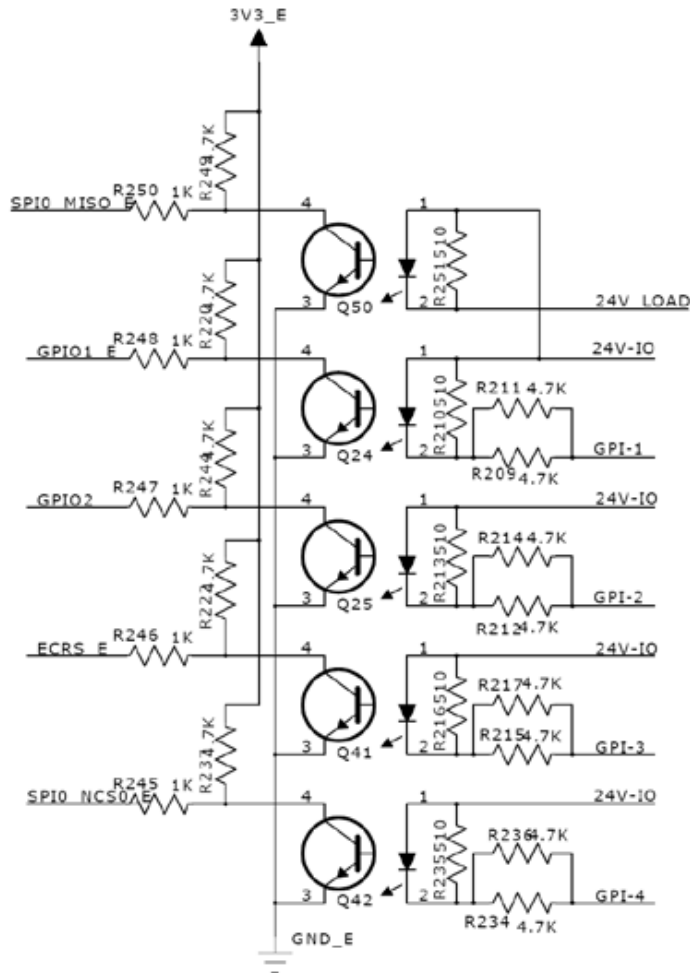 3V3_E
R249 4.7K
R250 1K
SPI0_MISO_E
4
1
R251 510
3
Q50
2
24V_LOAD
R220 4.7K
R248 1K
GPIO1_E
4
1
24V-IO
R210 510
R211 4.7K
3
Q24
2
R209 4.7K
GPI-1
4.7K
R247 1K
GPIO2
4
1
24V-IO
R213 510
R214 4.7K
3
Q25
2
R212 4.7K
GPI-2
4.7K
R246 1K
ECRS_E
4
1
24V-IO
R216 510
R217 4.7K
3
Q41
2
R215 4.7K
GPI-3
4.7K
R245 1K
SPI0_NCS0_E
4
1
24V-IO
R235 510
R236 4.7K
3
Q42
2
R234 4.7K
GPI-4
GND_E